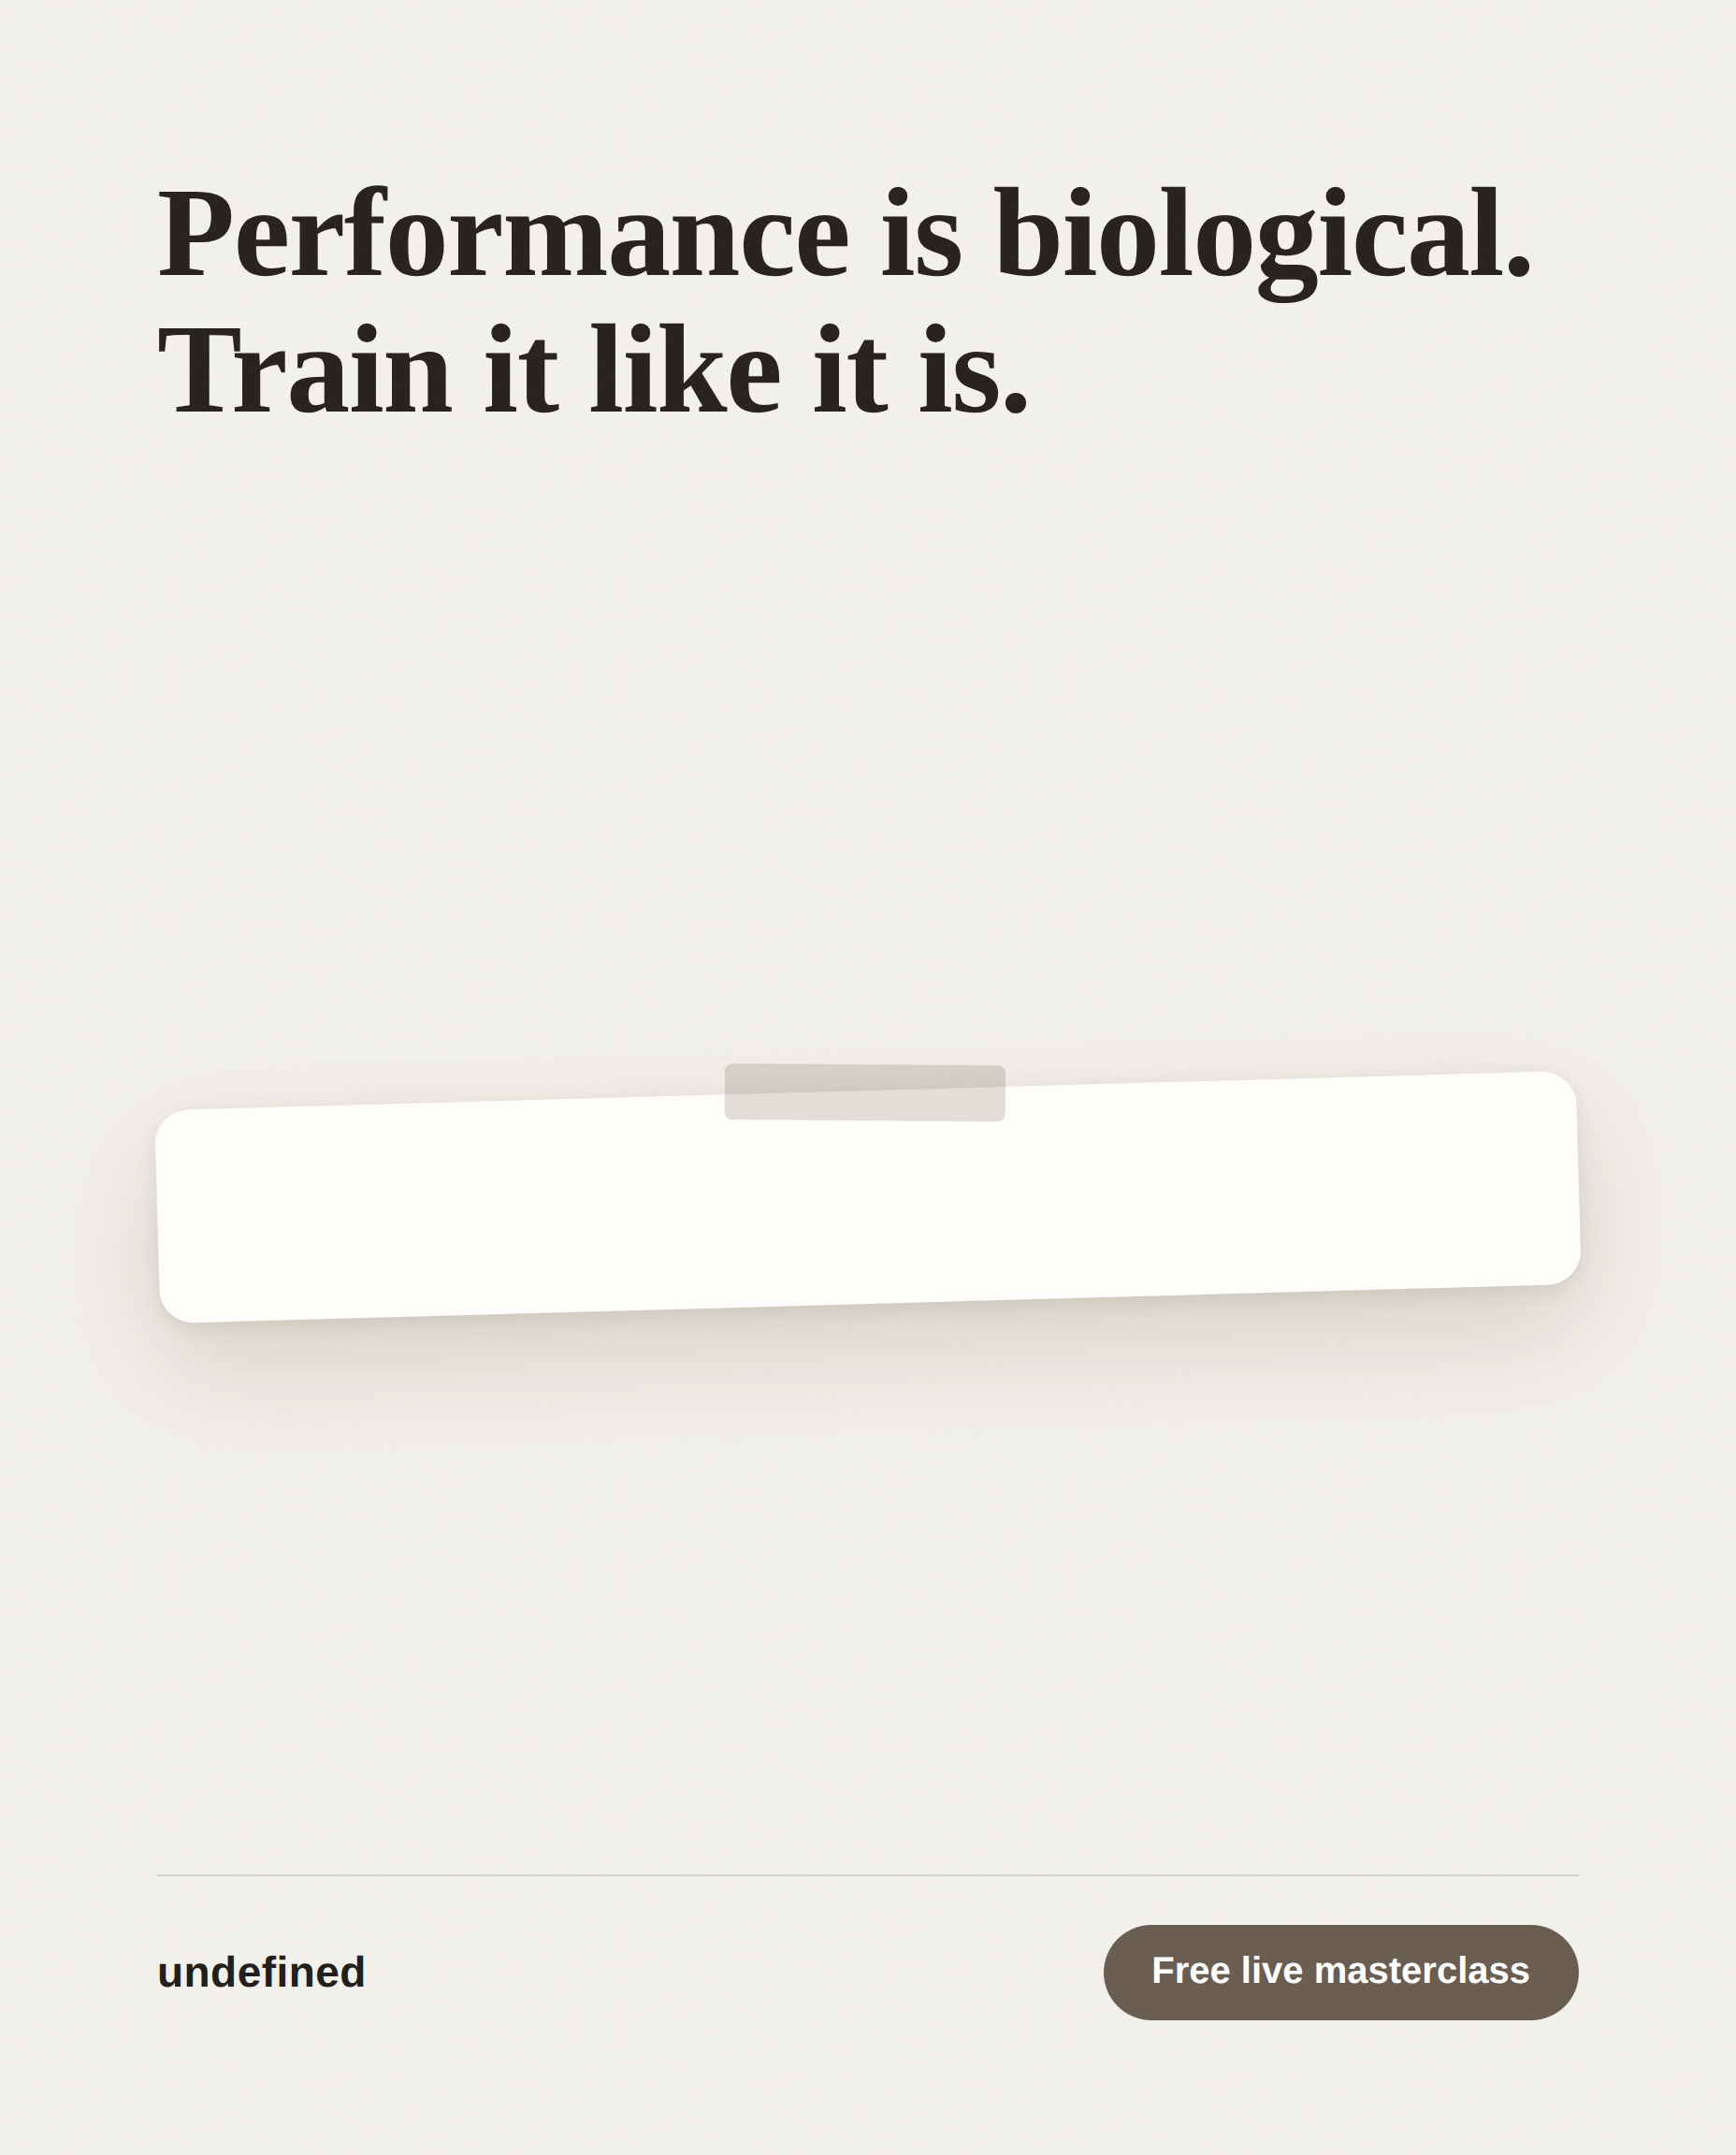 Performance is biological.
Train it like it is.
undefined
Free live masterclass